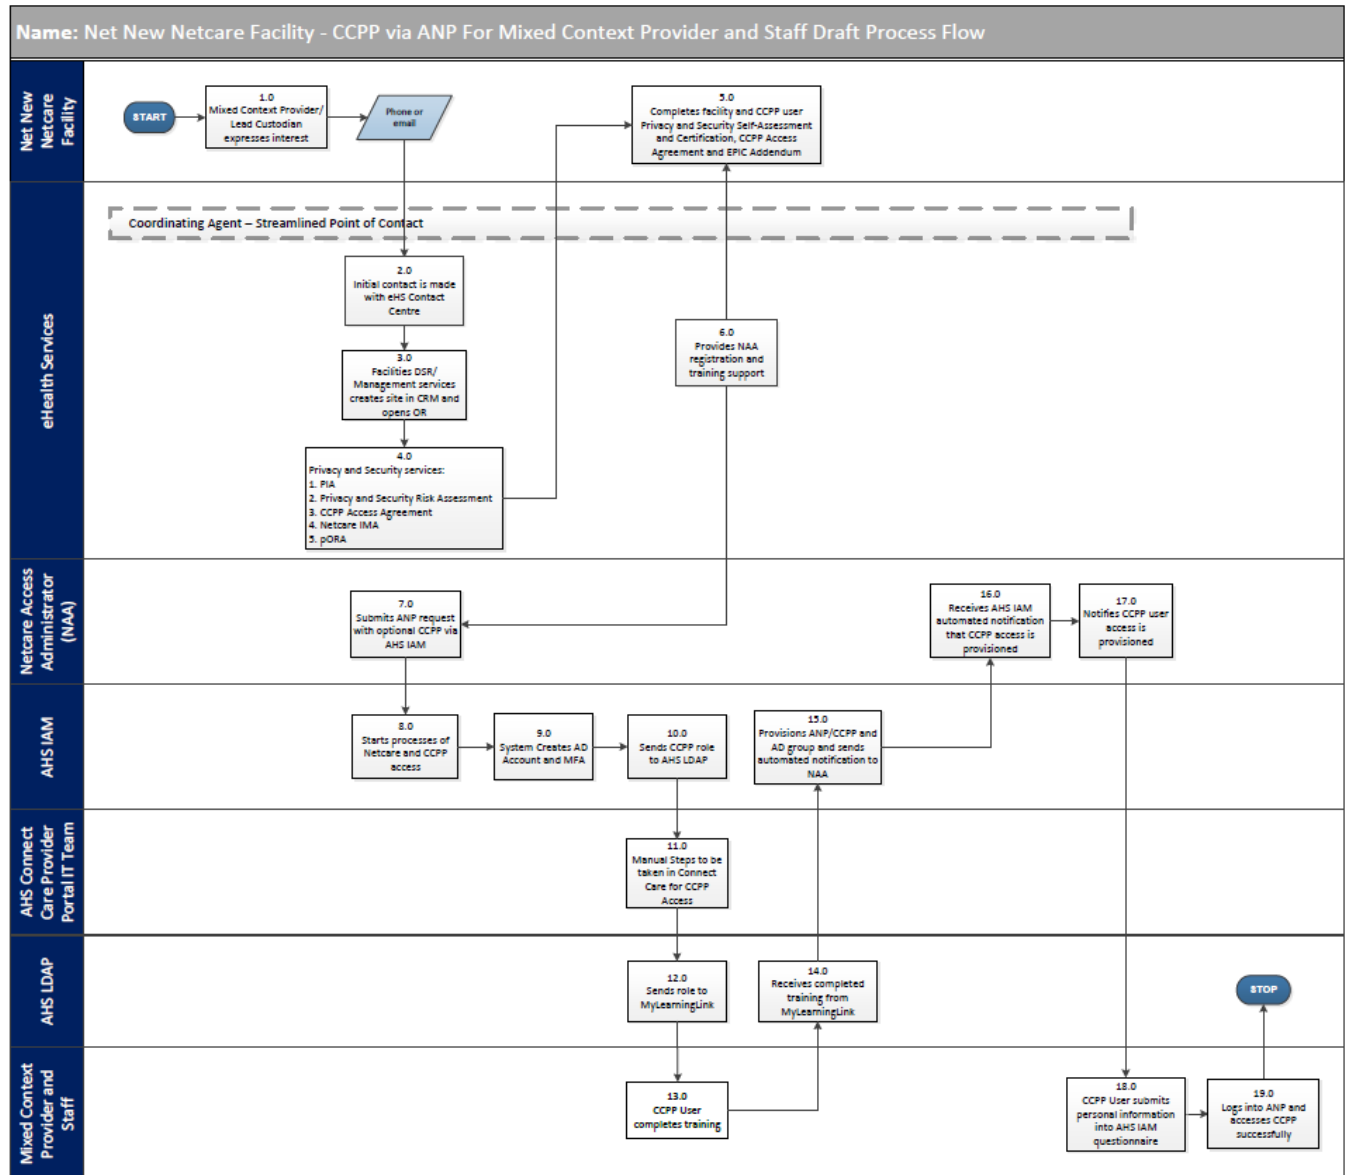 Name: Net New Netcare Facility - CCPP via ANP For Mixed Context Provider and Staff Draft Process Flow
Net New
Netcare
Facility
START
1.0
Mixed Context Provider/
Lead Custodian
expresses interest
Phone or
email
5.0
Completes facility and CCPP user
Privacy and Security Self-Assessment
and Certification, CCPP Access
Agreement and EPIC Addendum
eHealth Services
Coordinating Agent – Streamlined Point of Contact
2.0
Initial contact is made
with eHS Contact
Centre
3.0
Facilities DSR/
Management services
creates site in CRM and
opens OR
4.0
Privacy and Security services:
1. PIA
2. Privacy and Security Risk Assessment
3. CCPP Access Agreement
4. Netcare IMA
5. pORA
6.0
Provides NAA
registration and
training support
Netcare Access
Administrator
(NAA)
7.0
Submits ANP request
with optional CCPP via
AHS IAM
16.0
Receives AHS IAM
automated notification
that CCPP access is
provisioned
17.0
Notifies CCPP user
access is
provisioned
AHS IAM
8.0
Starts processes of
Netcare and CCPP
access
9.0
System Creates AD
Account and MFA
10.0
Sends CCPP role
to AHS LDAP
15.0
Provisions ANP/CCPP and
AD group and sends
automated notification to
NAA
AHS Connect
Care Provider
Portal IT Team
11.0
Manual Steps to be
taken in Connect
Care for CCPP
Access
AHS LDAP
12.0
Sends role to
MyLearningLink
14.0
Receives completed
training from
MyLearningLink
STOP
Mixed Context
Provider and
Staff
13.0
CCPP User
completes training
18.0
CCPP User submits
personal information
into AHS IAM
questionnaire
19.0
Logs into ANP and
accesses CCPP
successfully